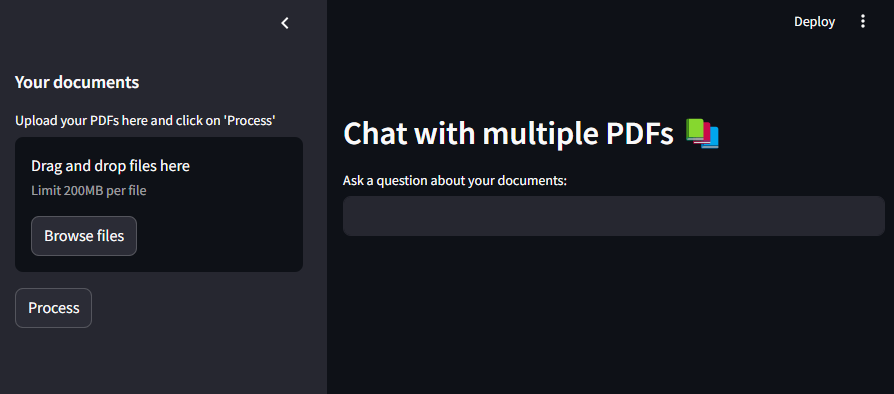 Your documents
Upload your PDFs here and click on 'Process'
Drag and drop files here
Limit 200MB per file
Browse files
Process
Deploy
Chat with multiple PDFs
Ask a question about your documents: